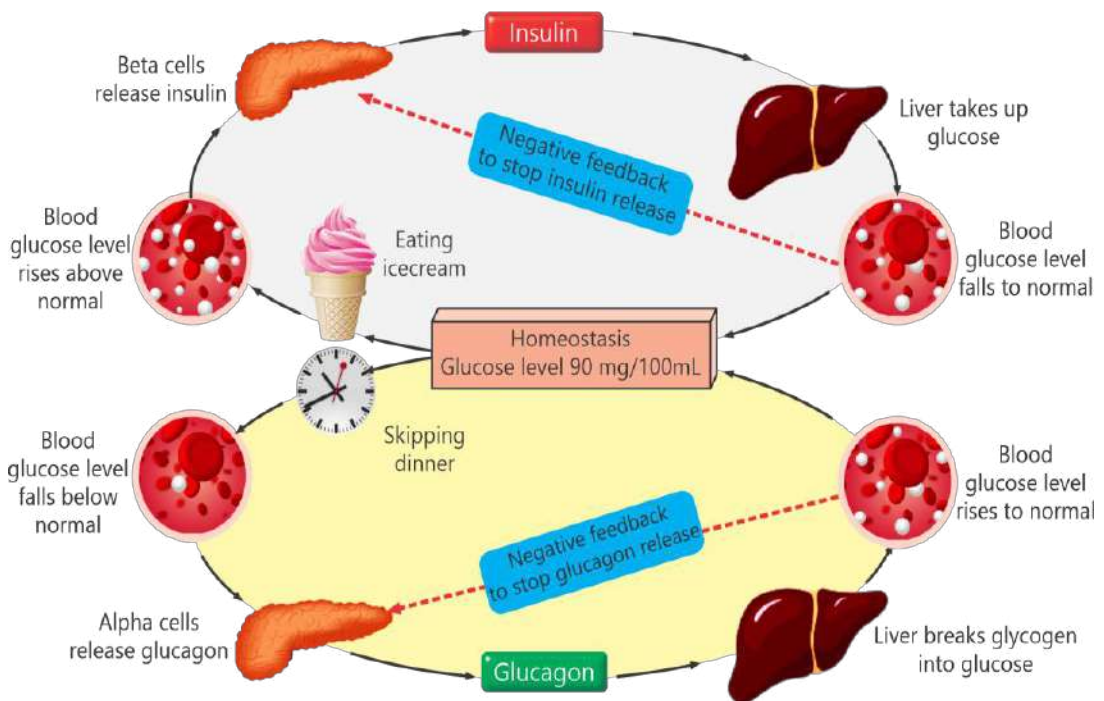 Insulin
Beta cells
release insulin
Liver takes up
glucose
Negative feedback
to stop insulin release
Blood
glucose level
rises above
normal
Eating
icecream
Blood
glucose level
falls to normal
Homeostasis
Glucose level 90 mg/100mL
Blood
glucose level
falls below
normal
Skipping
dinner
Blood
glucose level
rises to normal
Negative feedback
to stop glucagon release
Alpha cells
release glucagon
Glucagon
Liver breaks glycogen
into glucose